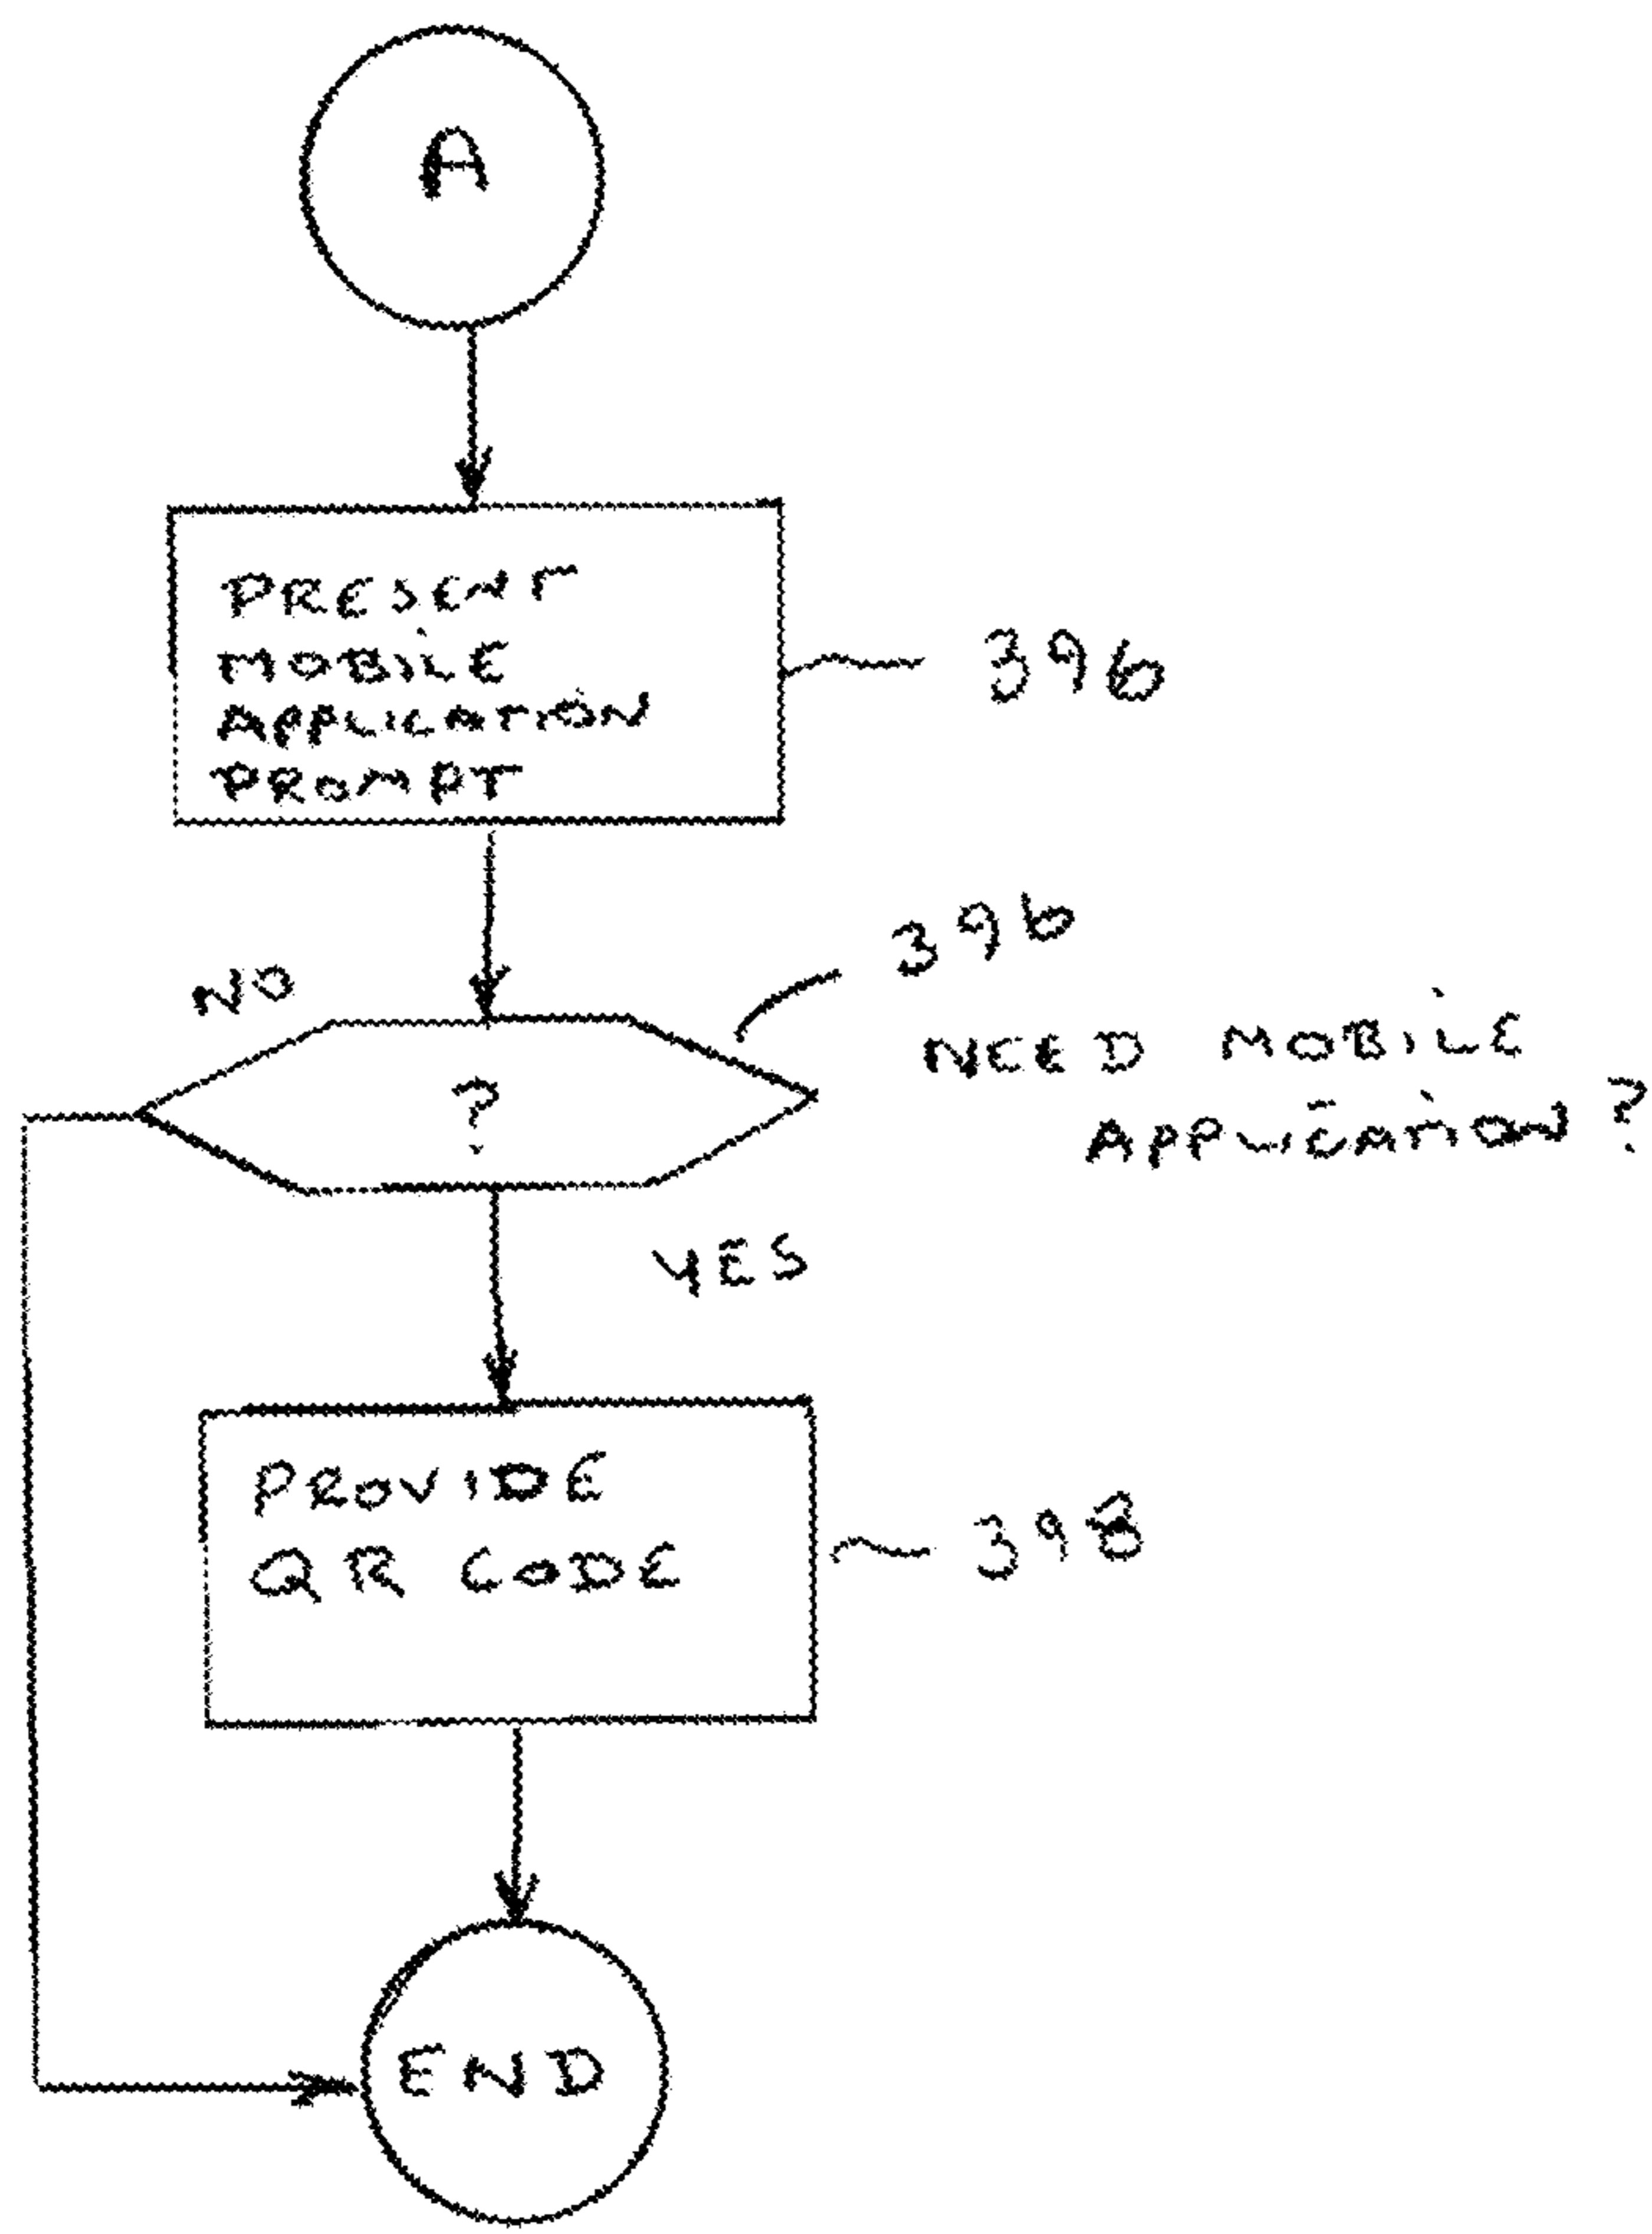 A
PRESENT
MOBILE
APPLICATION
PROMPT
396
NO
396
NEED MOBILE
APPLICATION?
?
YES
PROVIDE
QR CODE
398
END